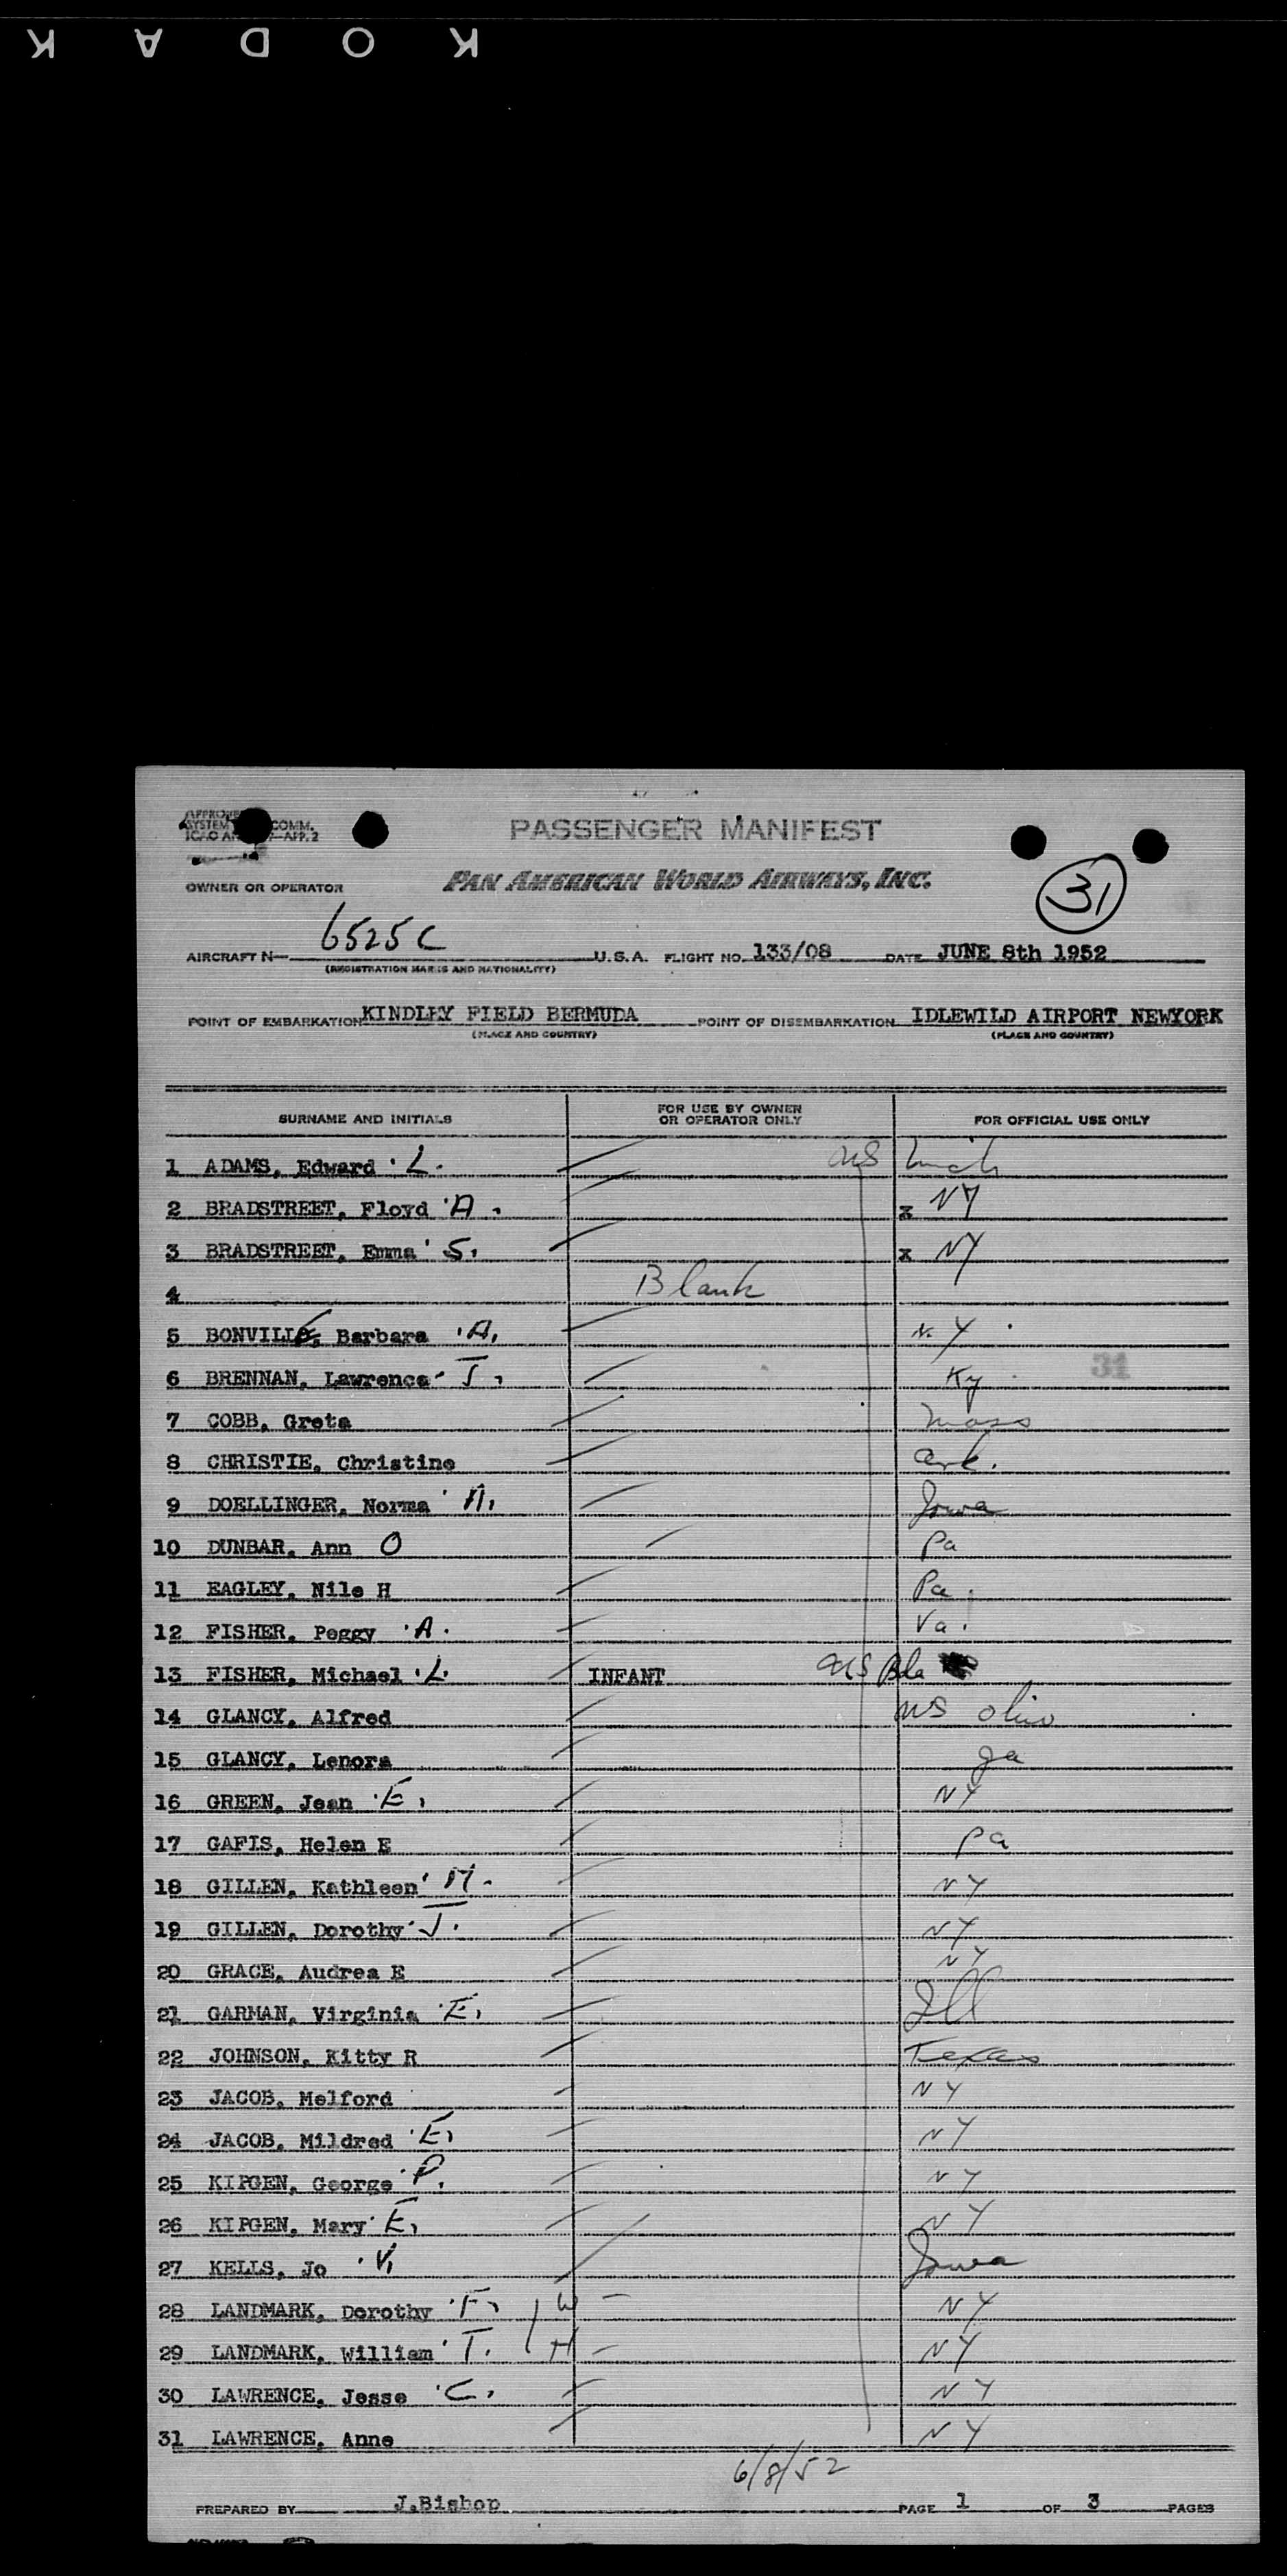 KODAK
PASSENGER MANIFEST
PAN AMERICAN WORLD AIRWAYS, INC.
OWNER OR OPERATOR
31
AIRCRAFT N— 6525C U.S.A. FLIGHT NO. 133/08 DATE JUNE 8th 1952
(REGISTRATION MARKS AND NATIONALITY)
POINT OF EMBARKATION KINDLEY FIELD BERMUDA POINT OF DISEMBARKATION IDLEWILD AIRPORT NEWYORK
(PLACE AND COUNTRY) (PLACE AND COUNTRY)
SURNAME AND INITIALS FOR USE BY OWNER OR OPERATOR ONLY FOR OFFICIAL USE ONLY
1 ADAMS, Edward L. US Mich
2 BRADSTREET, Floyd A. x NY
3 BRADSTREET, Emma S. x NY
4 Blank
5 BONVILLE, Barbara A. N.Y.
6 BRENNAN, Lawrence J. Ky 31
7 COBB, Greta Mass
8 CHRISTIE, Christine Ark.
9 DOELLINGER, Norma A. Iowa
10 DUNBAR, Ann O Pa
11 EAGLEY, Nile H Pa.
12 FISHER, Peggy A. Va.
13 FISHER, Michael L. INFANT US Bda
14 GLANCY, Alfred US Ohio
15 GLANCY, Lenora Ga
16 GREEN, Jean E. NY
17 GAFIS, Helen E Pa
18 GILLEN, Kathleen M. NY
19 GILLEN, Dorothy J. NY
20 GRACE, Audrea E NY
21 GARMAN, Virginia E. Ill
22 JOHNSON, Kitty R Texas
23 JACOB, Melford NY
24 JACOB, Mildred E. NY
25 KIPGEN, George P. NY
26 KIPGEN, Mary E. NY
27 KELLS, Jo V. Iowa
28 LANDMARK, Dorothy F. W NY
29 LANDMARK, William T. H NY
30 LAWRENCE, Jesse C. NY
31 LAWRENCE, Anne NY
6/8/52
PREPARED BY J.Bishop PAGE 1 OF 3 PAGES